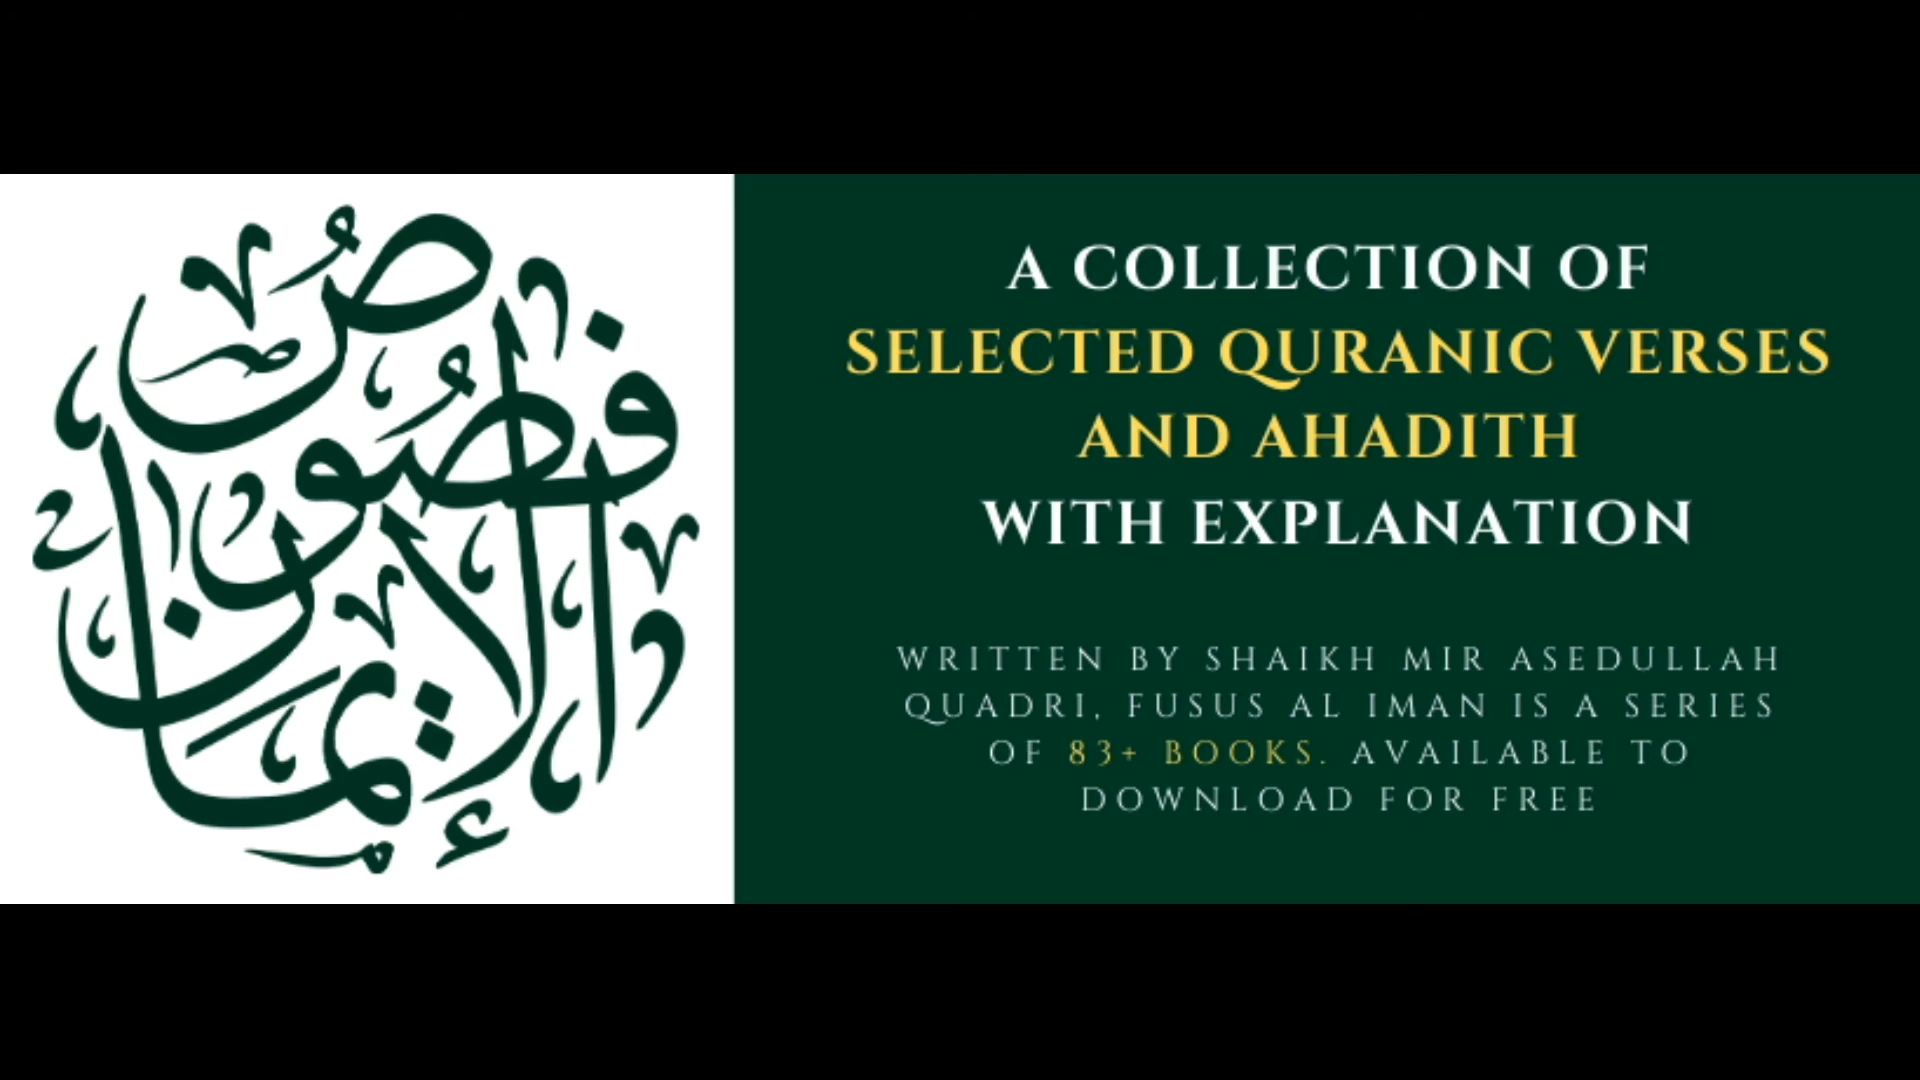 فصوص الإيمان
A COLLECTION OF
SELECTED QURANIC VERSES
AND AHADITH
WITH EXPLANATION
WRITTEN BY SHAIKH MIR ASEDULLAH
QUADRI, FUSUS AL IMAN IS A SERIES
OF 83+ BOOKS. AVAILABLE TO
DOWNLOAD FOR FREE